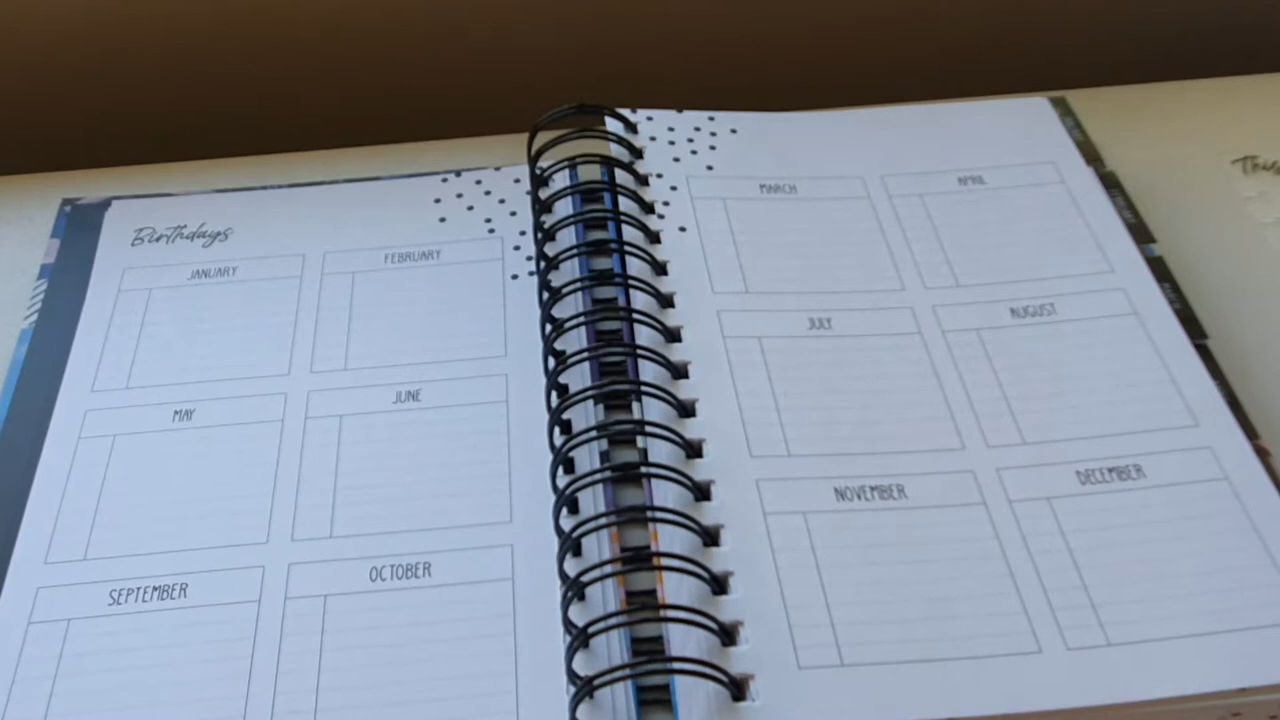 Birthdays
JANUARY
FEBRUARY
MAY
JUNE
SEPTEMBER
OCTOBER
MARCH
APRIL
JULY
AUGUST
NOVEMBER
DECEMBER